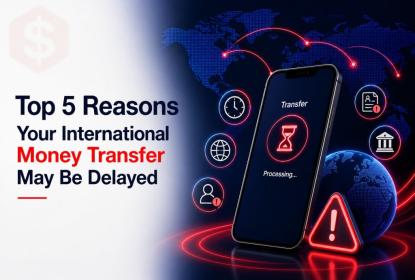 Top 5 Reasons
Your International
Money Transfer
May Be Delayed
Transfer
Processing...
$